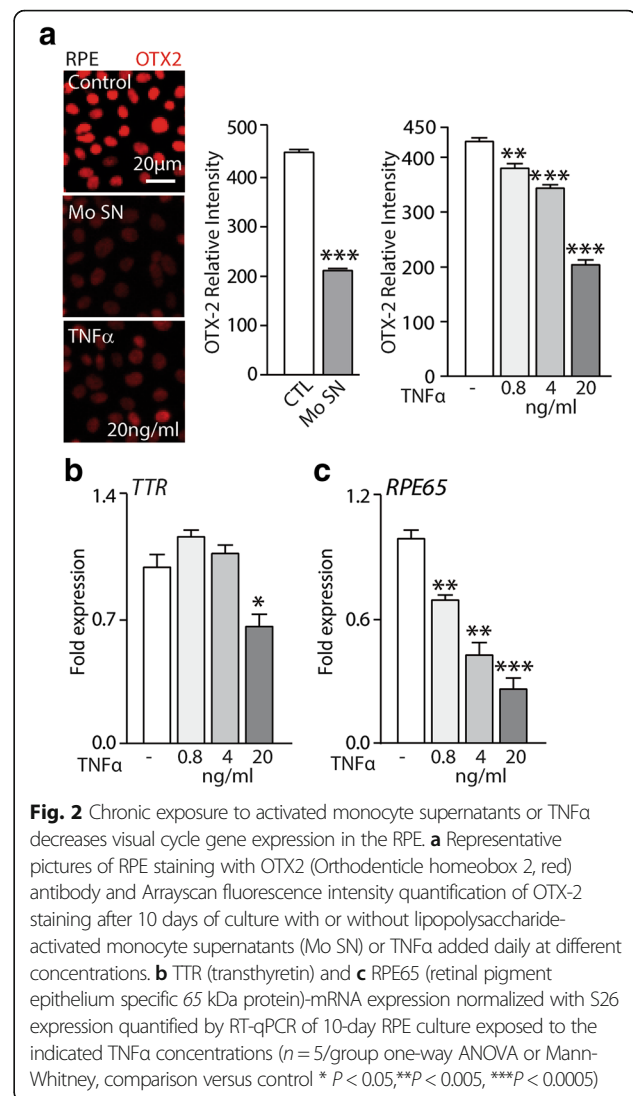 a
RPE OTX2
Control
20μm
Mo SN
TNFα
20ng/ml
OTX-2 Relative Intensity
500
400
300
200
100
0
***
CTL
Mo SN
OTX-2 Relative Intensity
450
400
300
200
100
0
**
***
***
TNFα - 0.8 4 20
ng/ml
b
TTR
Fold expression
1.4
0.7
0.0
*
TNFα - 0.8 4 20
ng/ml
c
RPE65
Fold expression
1.2
0.6
0.0
**
**
***
TNFα - 0.8 4 20
ng/ml
Fig. 2 Chronic exposure to activated monocyte supernatants or TNFα
decreases visual cycle gene expression in the RPE. a Representative
pictures of RPE staining with OTX2 (Orthodenticle homeobox 2, red)
antibody and Arrayscan fluorescence intensity quantification of OTX-2
staining after 10 days of culture with or without lipopolysaccharide-
activated monocyte supernatants (Mo SN) or TNFα added daily at different
concentrations. b TTR (transthyretin) and c RPE65 (retinal pigment
epithelium specific 65 kDa protein)-mRNA expression normalized with S26
expression quantified by RT-qPCR of 10-day RPE culture exposed to the
indicated TNFα concentrations (n = 5/group one-way ANOVA or Mann-
Whitney, comparison versus control * P < 0.05,**P < 0.005, ***P < 0.0005)